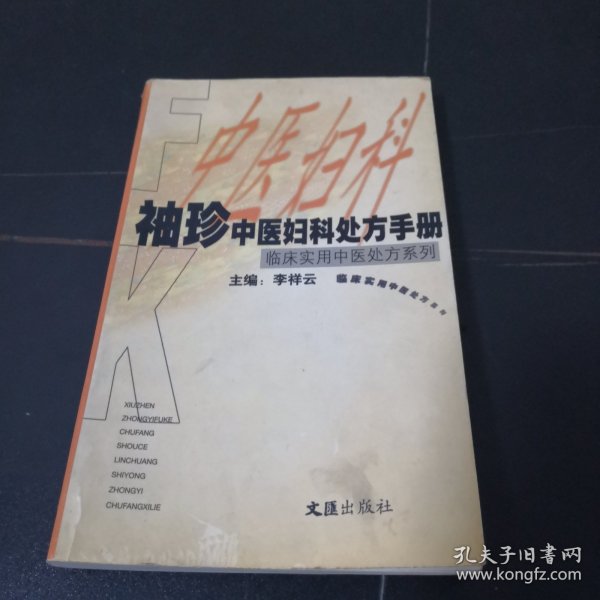 F
K
中医妇科
袖珍中医妇科处方手册
临床实用中医处方系列
主编：李祥云 临床实用中医处方系列
XIUZHEN
ZHONGYIFUKE
CHUFANG
SHOUCE
LINCHUANG
SHIYONG
ZHONGYI
CHUFANGXILIE
文匯出版社
孔夫子旧书网
www.kongfz.com